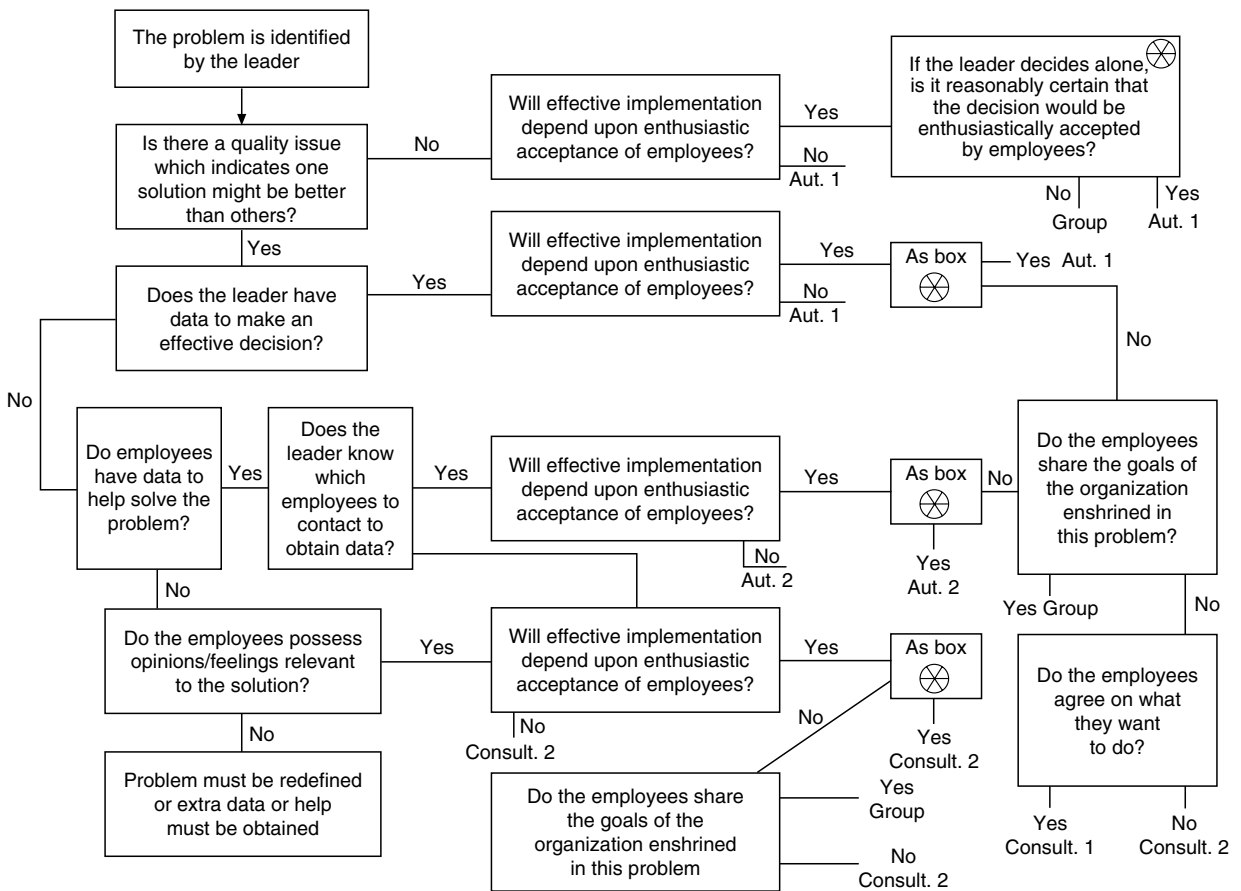 The problem is identified
by the leader
Is there a quality issue
which indicates one
solution might be better
than others?
No
Will effective implementation
depend upon enthusiastic
acceptance of employees?
Yes
No
Aut. 1
If the leader decides alone,
is it reasonably certain that
the decision would be
enthusiastically accepted
by employees?
No
Group
Yes
Aut. 1
Yes
Does the leader have
data to make an
effective decision?
Yes
Will effective implementation
depend upon enthusiastic
acceptance of employees?
Yes
No
Aut. 1
As box
Yes Aut. 1
No
No
Do employees
have data to
help solve the
problem?
Yes
Does the
leader know
which
employees to
contact to
obtain data?
Yes
Will effective implementation
depend upon enthusiastic
acceptance of employees?
Yes
No
Aut. 2
As box
No
Yes
Aut. 2
Do the employees
share the goals of
the organization
enshrined in
this problem?
Yes Group
No
No
Do the employees possess
opinions/feelings relevant
to the solution?
Yes
Will effective implementation
depend upon enthusiastic
acceptance of employees?
Yes
No
Consult. 2
As box
No
Yes
Consult. 2
Do the employees
agree on what
they want
to do?
Yes
Consult. 1
No
Consult. 2
No
Problem must be redefined
or extra data or help
must be obtained
Do the employees share
the goals of the
organization enshrined
in this problem
Yes
Group
No
Consult. 2